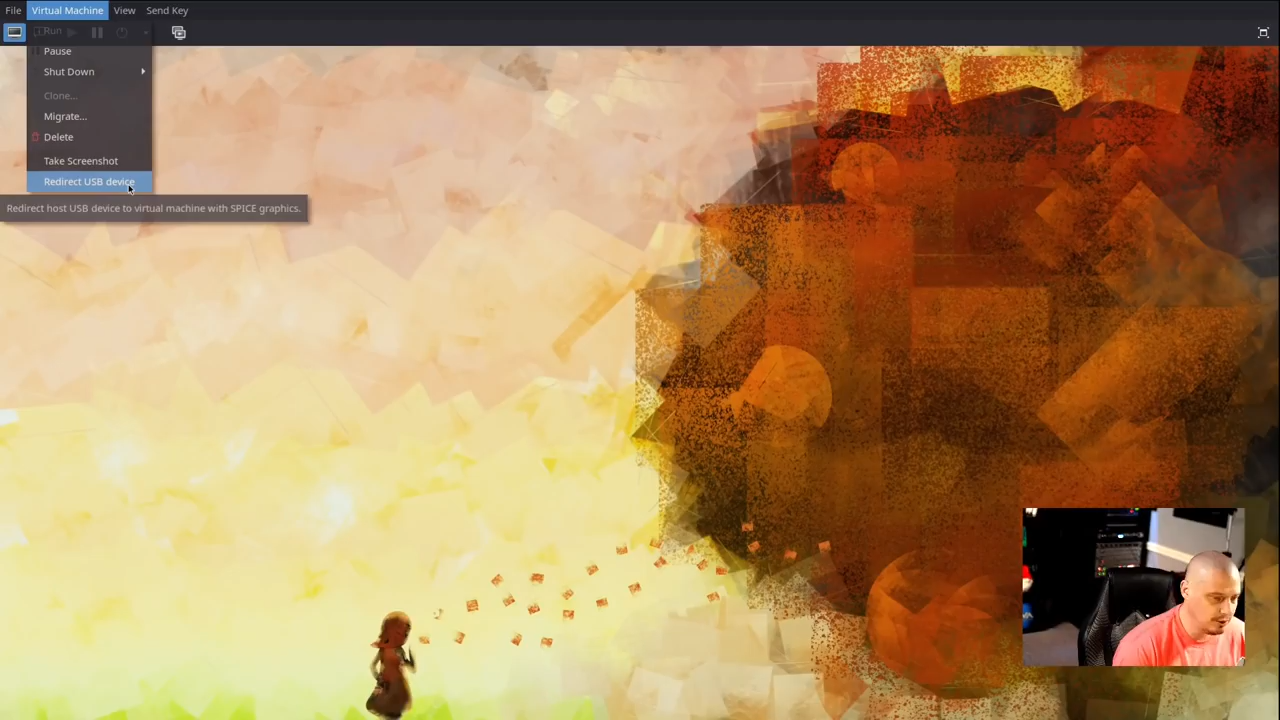 File Virtual Machine View Send Key
Run
Pause
Shut Down
Clone...
Migrate...
Delete
Take Screenshot
Redirect USB device
Redirect host USB device to virtual machine with SPICE graphics.